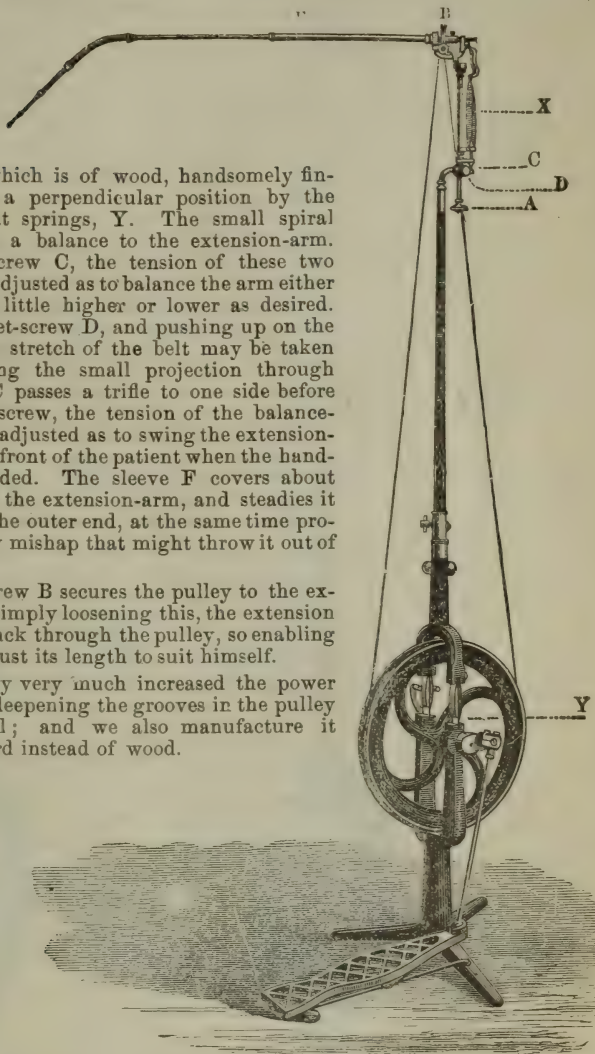 B
X
C
D
A
hich is of wood, handsomely fin-
a perpendicular position by the
t springs, Y. The small spiral
a balance to the extension-arm.
crew C, the tension of these two
djusted as to balance the arm either
little higher or lower as desired.
et-screw D, and pushing up on the
stretch of the belt may be taken
ng the small projection through
C passes a trifle to one side before
screw, the tension of the balance-
adjusted as to swing the extension-
front of the patient when the hand-
ded. The sleeve F covers about
the extension-arm, and steadies it
he outer end, at the same time pro-
mishap that might throw it out of
rew B secures the pulley to the ex-
imply loosening this, the extension
ack through the pulley, so enabling
ust its length to suit himself.
y very much increased the power
deepening the grooves in the pulley
l; and we also manufacture it
d instead of wood.
Y